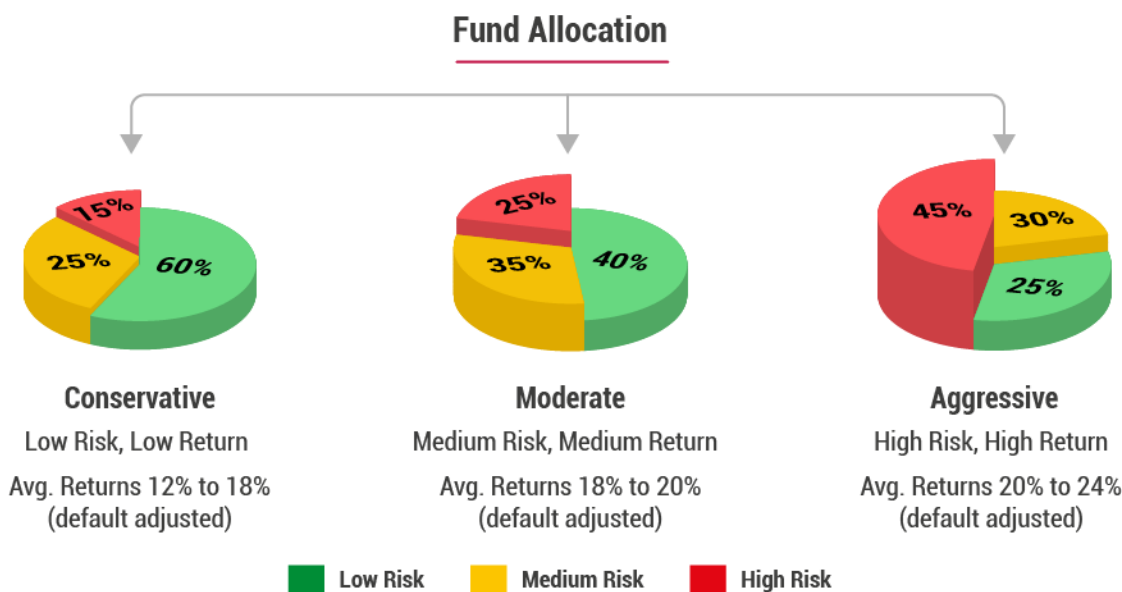 Fund Allocation
15%
25%
60%
25%
35%
40%
45%
30%
25%
Conservative
Low Risk, Low Return
Avg. Returns 12% to 18%
(default adjusted)
Moderate
Medium Risk, Medium Return
Avg. Returns 18% to 20%
(default adjusted)
Aggressive
High Risk, High Return
Avg. Returns 20% to 24%
(default adjusted)
Low Risk
Medium Risk
High Risk